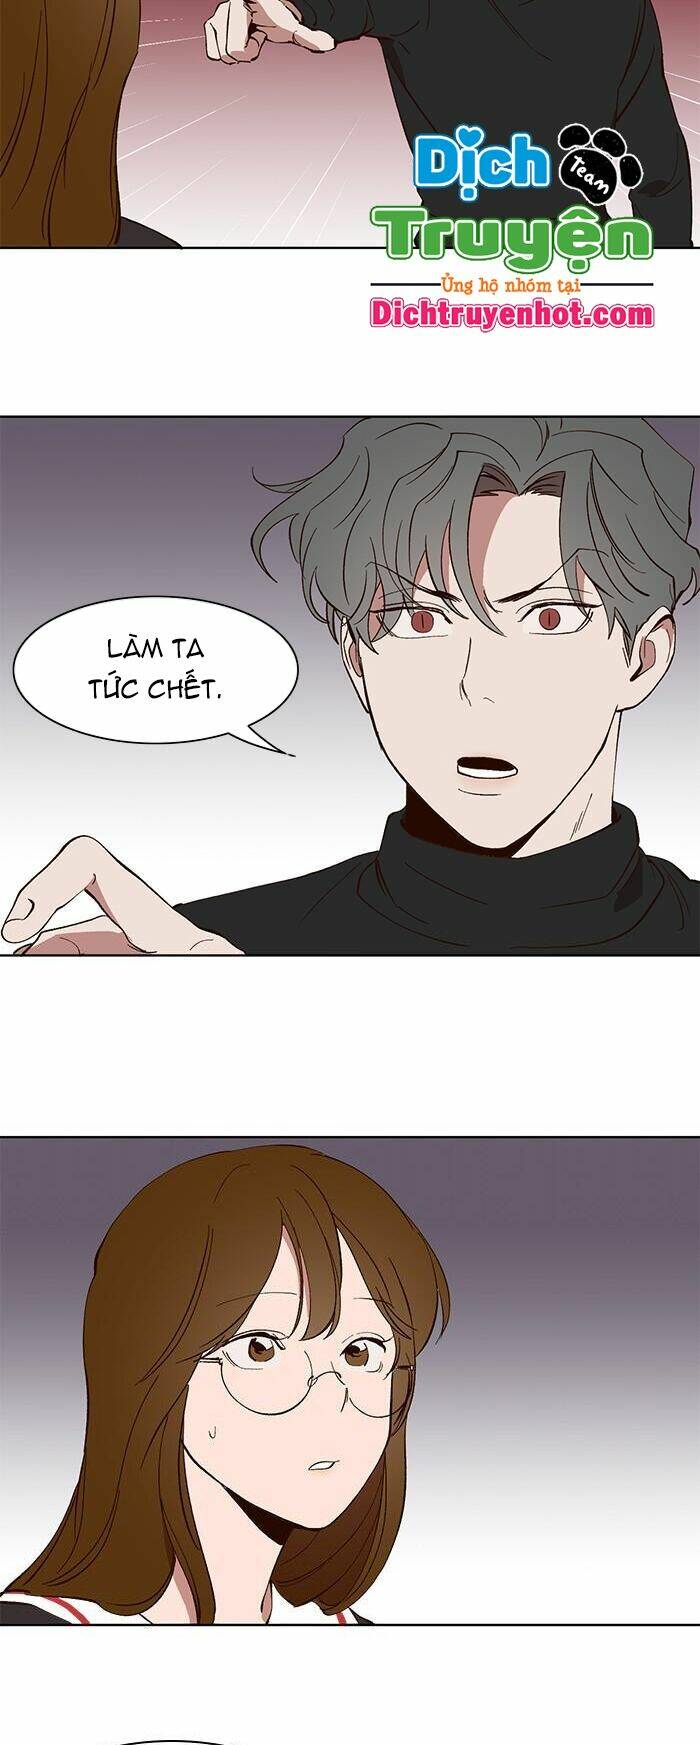 Dịch
Team
Truyện
Ủng hộ nhóm tại
Dichtruyenhot.com
LÀM TA
TỨC CHẾT.